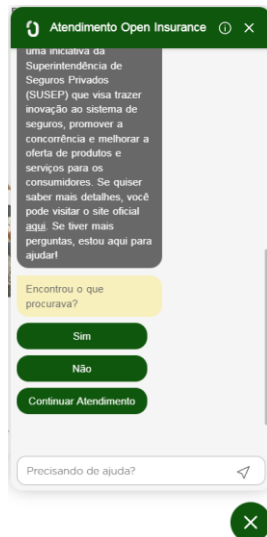 Atendimento Open Insurance
uma iniciativa da
Superintendência de
Seguros Privados
(SUSEP) que visa trazer
inovação ao sistema de
seguros, promover a
concorrência e melhorar a
oferta de produtos e
serviços para os
consumidores. Se quiser
saber mais detalhes, você
pode visitar o site oficial
aqui. Se tiver mais
perguntas, estou aqui para
ajudar!
Encontrou o que
procurava?
Sim
Não
Continuar Atendimento
Precisando de ajuda?